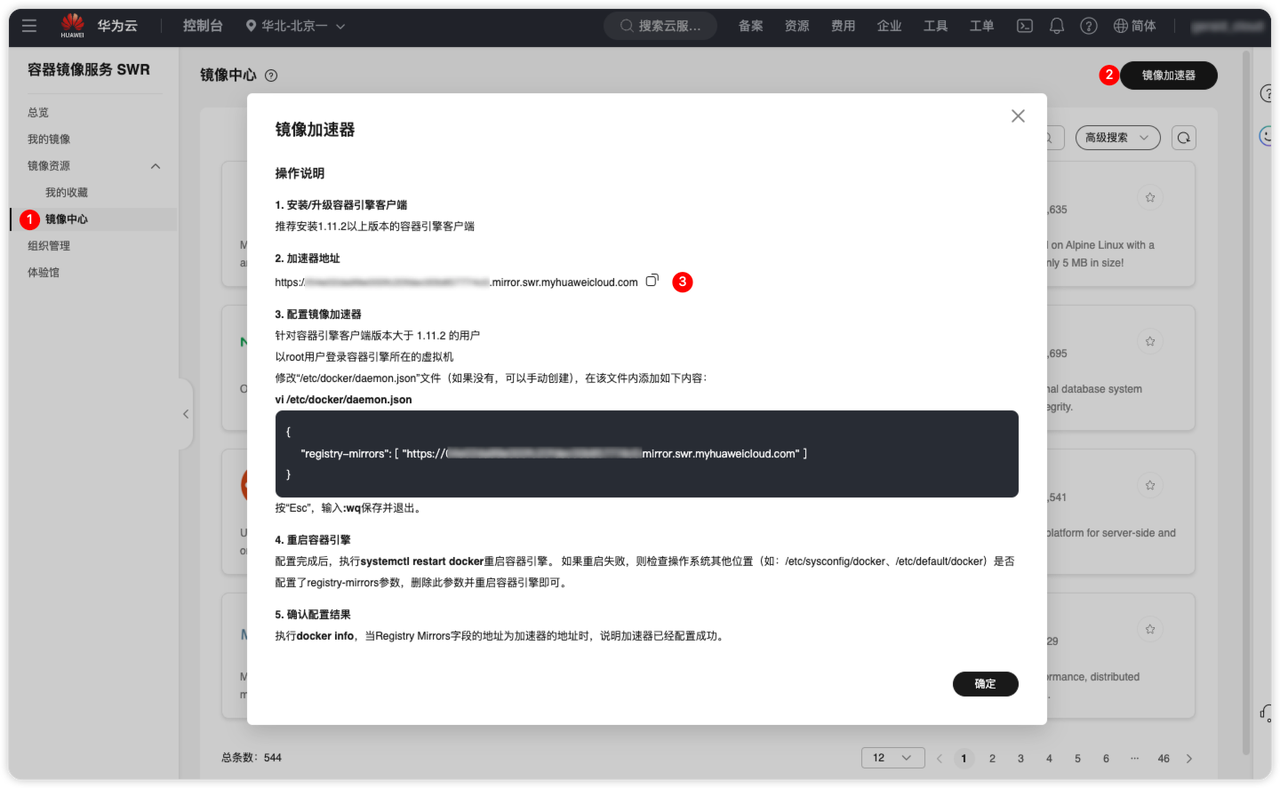 HUAWEI
华为云
控制台
华北-北京一
搜索云服...
备案
资源
费用
企业
工具
工单
简体
容器镜像服务 SWR
总览
我的镜像
镜像资源
我的收藏
1
镜像中心
组织管理
体验馆
镜像中心
2
镜像加速器
高级搜索
镜像加速器
操作说明
1. 安装/升级容器引擎客户端
推荐安装1.11.2以上版本的容器引擎客户端
2. 加速器地址
https:/ .mirror.swr.myhuaweicloud.com
3
3. 配置镜像加速器
针对容器引擎客户端版本大于 1.11.2 的用户
以root用户登录容器引擎所在的虚拟机
修改“/etc/docker/daemon.json”文件（如果没有，可以手动创建），在该文件内添加如下内容：
vi /etc/docker/daemon.json
{
"registry-mirrors": [ "https:// mirror.swr.myhuaweicloud.com" ]
}
按“Esc”，输入:wq保存并退出。
4. 重启容器引擎
配置完成后，执行systemctl restart docker重启容器引擎。 如果重启失败，则检查操作系统其他位置（如：/etc/sysconfig/docker、/etc/default/docker）是否
配置了registry-mirrors参数，删除此参数并重启容器引擎即可。
5. 确认配置结果
执行docker info，当Registry Mirrors字段的地址为加速器的地址时，说明加速器已经配置成功。
确定
,635
on Alpine Linux with a
nly 5 MB in size!
,695
nal database system
egrity.
,541
platform for server-side and
29
rmance, distributed
总条数：544
12
1
2
3
4
5
6
...
46